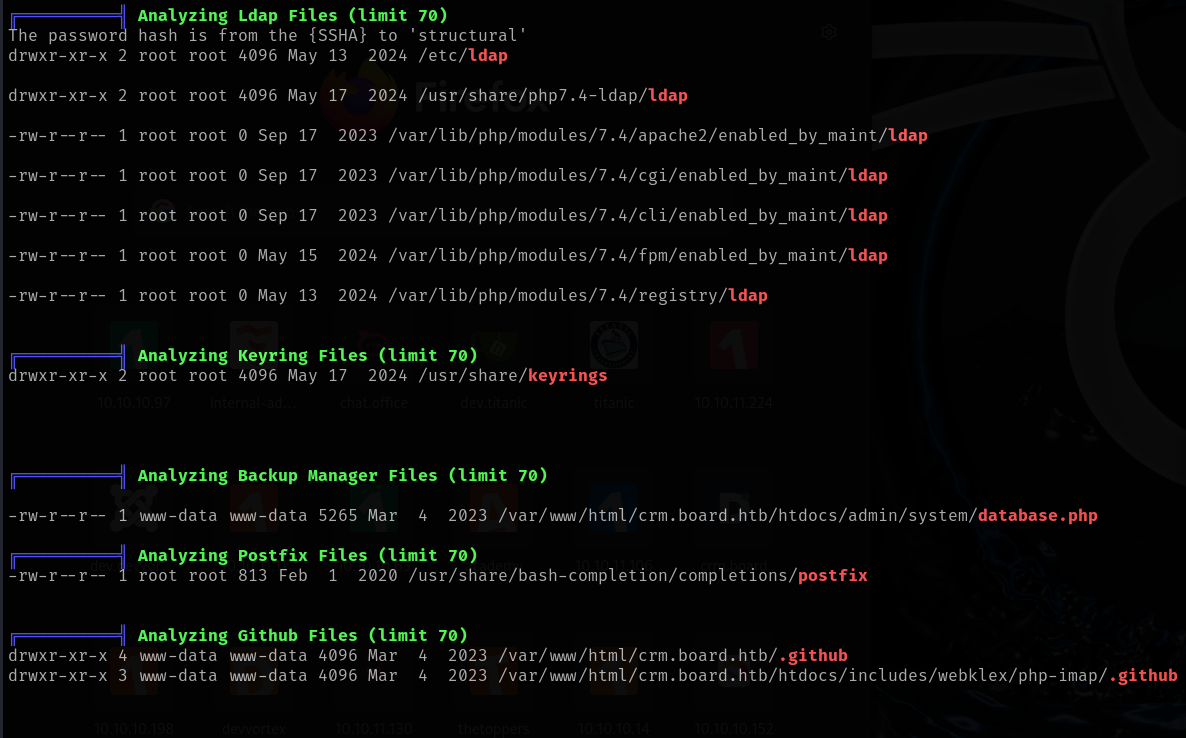 ╔══════════╣ Analyzing Ldap Files (limit 70)
The password hash is from the {SSHA} to 'structural'
drwxr-xr-x 2 root root 4096 May 13  2024 /etc/ldap
drwxr-xr-x 2 root root 4096 May 17  2024 /usr/share/php7.4-ldap/ldap
-rw-r--r-- 1 root root 0 Sep 17  2023 /var/lib/php/modules/7.4/apache2/enabled_by_maint/ldap
-rw-r--r-- 1 root root 0 Sep 17  2023 /var/lib/php/modules/7.4/cgi/enabled_by_maint/ldap
-rw-r--r-- 1 root root 0 Sep 17  2023 /var/lib/php/modules/7.4/cli/enabled_by_maint/ldap
-rw-r--r-- 1 root root 0 May 15  2024 /var/lib/php/modules/7.4/fpm/enabled_by_maint/ldap
-rw-r--r-- 1 root root 0 May 13  2024 /var/lib/php/modules/7.4/registry/ldap
╔══════════╣ Analyzing Keyring Files (limit 70)
drwxr-xr-x 2 root root 4096 May 17  2024 /usr/share/keyrings
10.10.10.97 internal-ad... chat.office dev.titanic titanic 10.10.11.224
╔══════════╣ Analyzing Backup Manager Files (limit 70)
-rw-r--r-- 1 www-data www-data 5265 Mar  4  2023 /var/www/html/crm.board.htb/htdocs/admin/system/database.php
╔══════════╣ Analyzing Postfix Files (limit 70)
-rw-r--r-- 1 root root 813 Feb  1  2020 /usr/share/bash-completion/completions/postfix
╔══════════╣ Analyzing Github Files (limit 70)
drwxr-xr-x 4 www-data www-data 4096 Mar  4  2023 /var/www/html/crm.board.htb/.github
drwxr-xr-x 3 www-data www-data 4096 Mar  4  2023 /var/www/html/crm.board.htb/htdocs/includes/webklex/php-imap/.github
10.10.10.198 devvortex 10.10.11.130 thetoppers 10.10.10.14 10.10.10.152